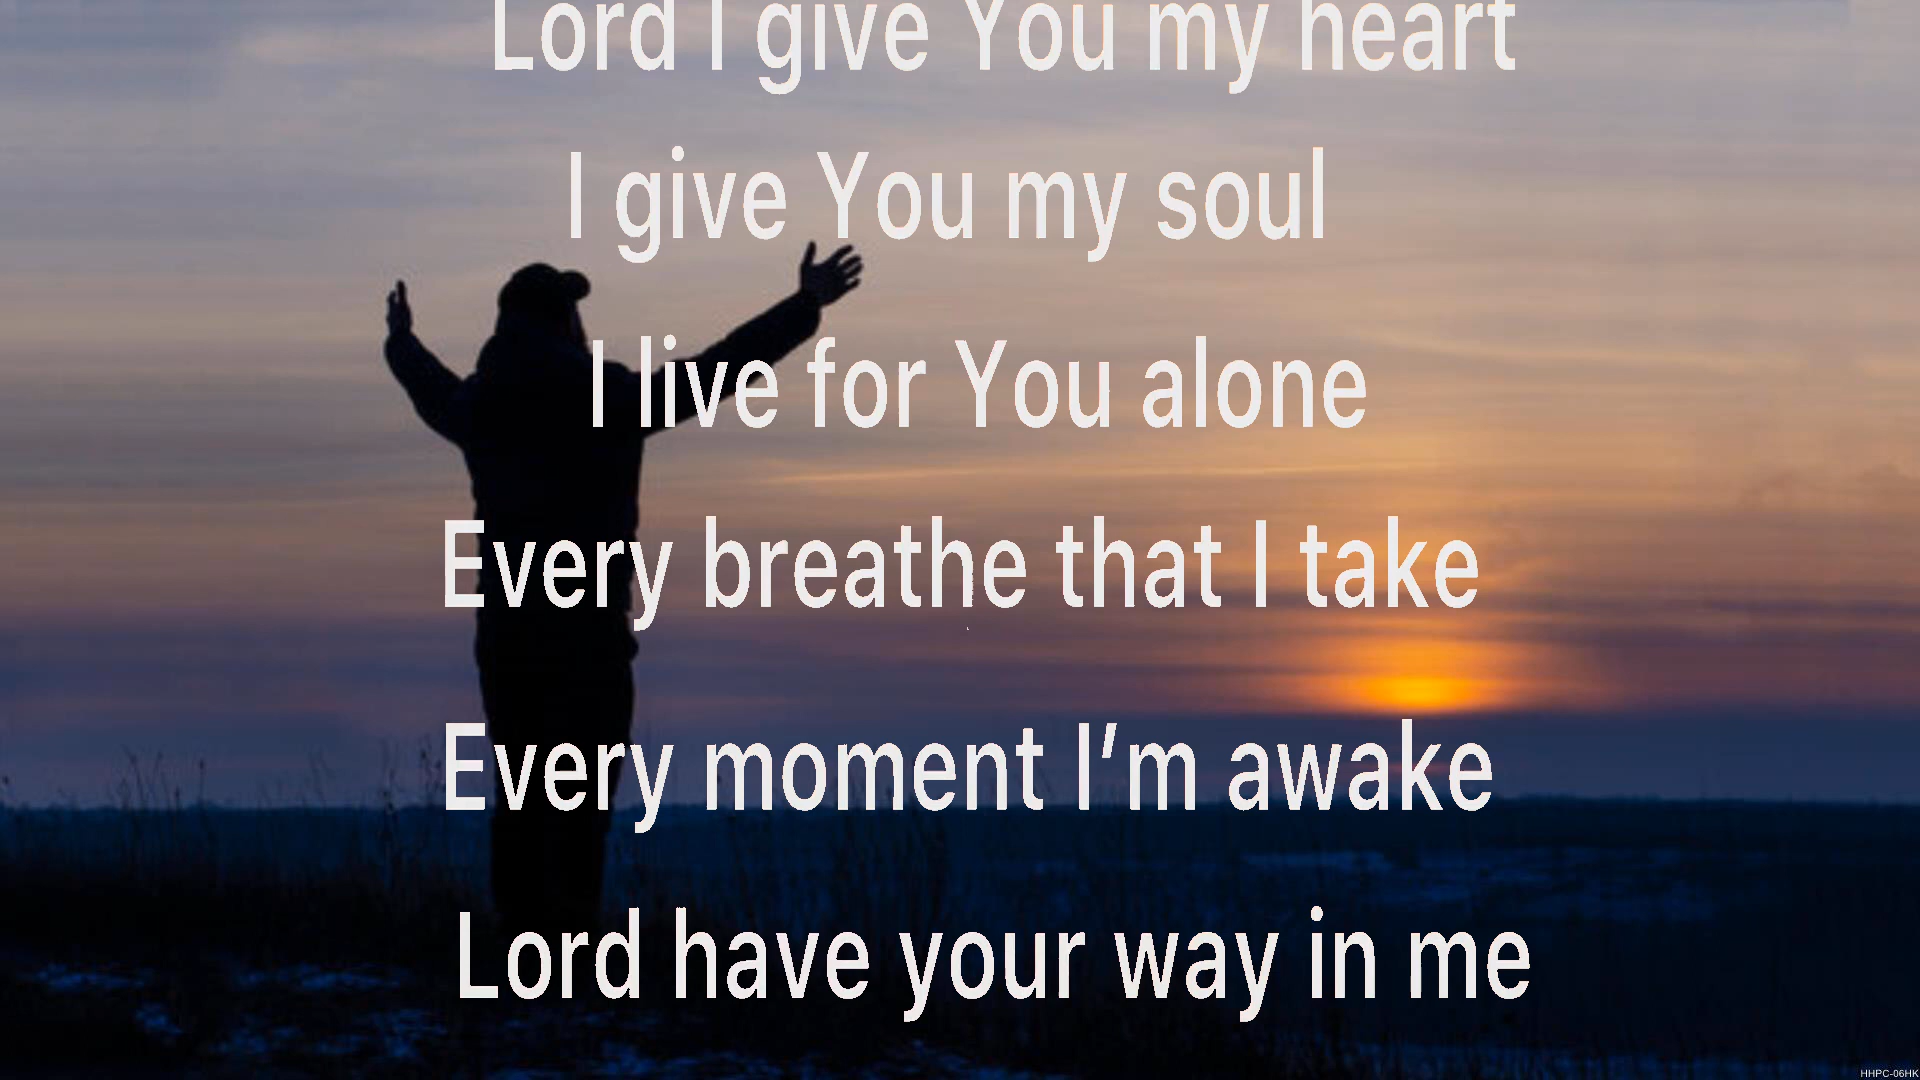 Lord I give You my heart
I give You my soul
I live for You alone
Every breathe that I take
Every moment I’m awake
Lord have your way in me
HHPC-06HK